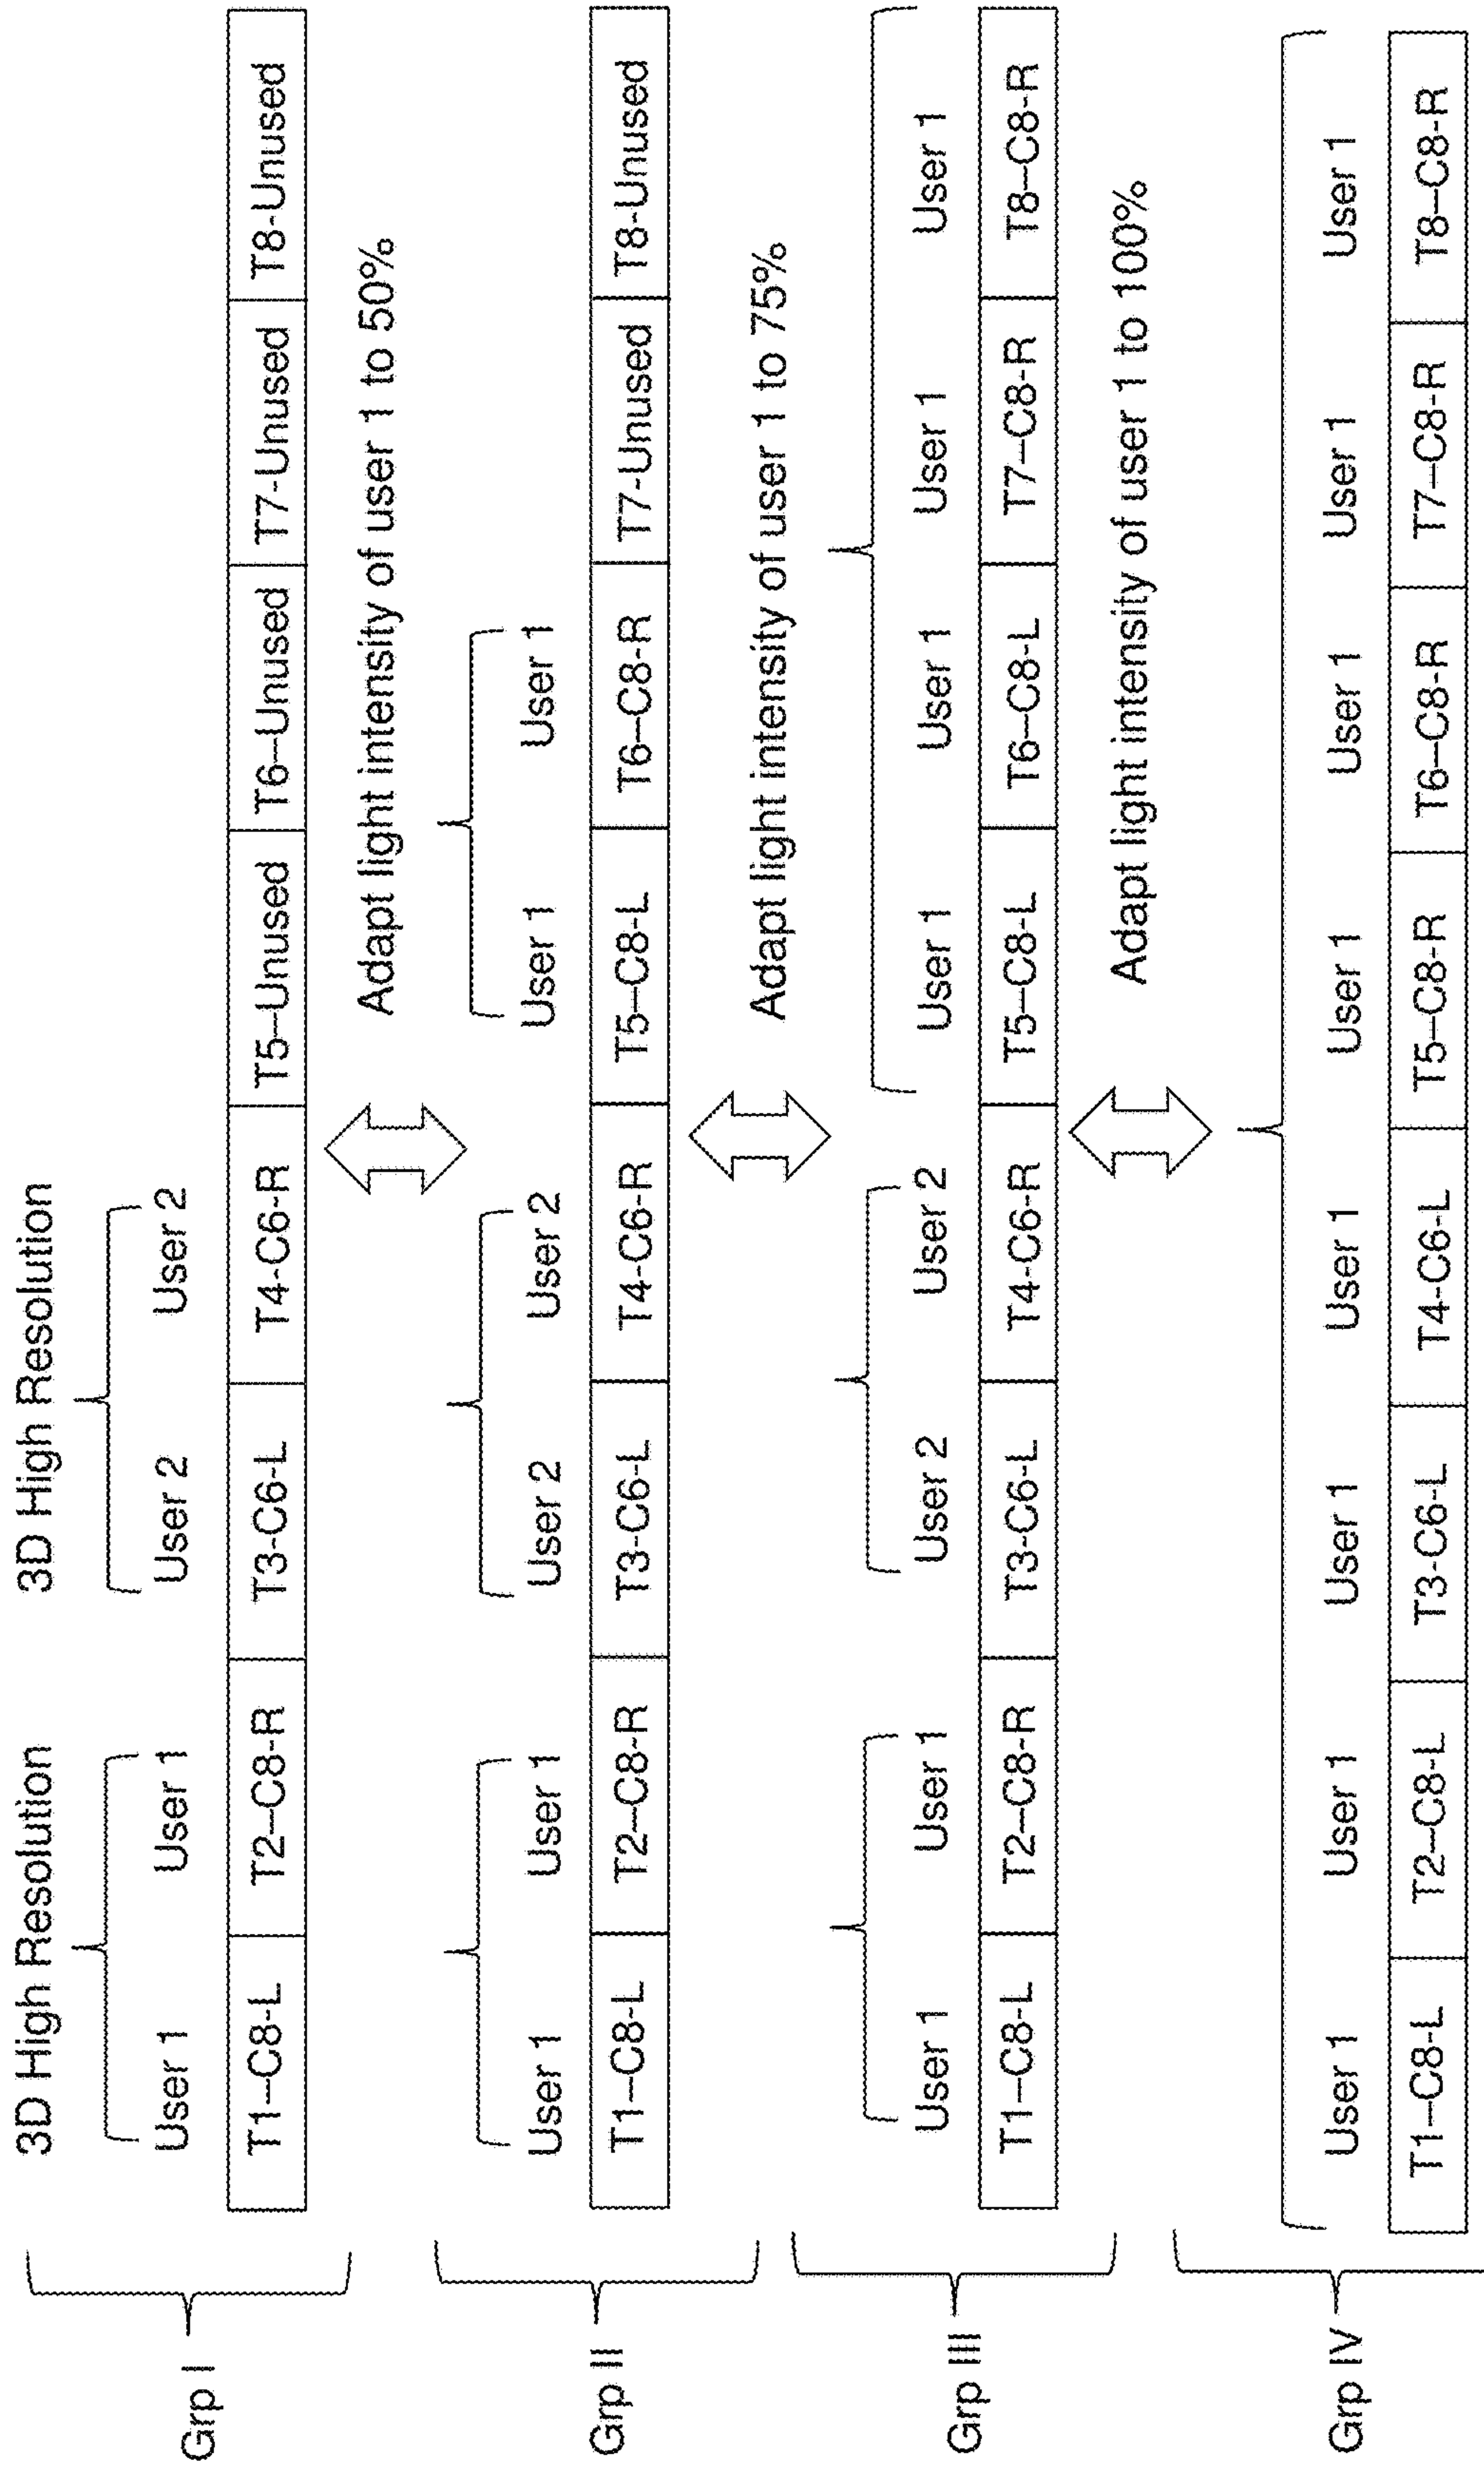 3D High Resolution 3D High Resolution
User 1 User 1 User 2 User 2
Grp I
T1–C8-L T2–C8-R T3-C6-L T4-C6-R T5–Unused T6–Unused T7-Unused T8-Unused
Adapt light intensity of user 1 to 50%
User 1 User 1 User 2 User 2 User 1 User 1
Grp II
T1–C8-L T2–C8-R T3-C6-L T4-C6-R T5–C8-L T6–C8-R T7-Unused T8-Unused
Adapt light intensity of user 1 to 75%
User 1 User 1 User 2 User 2 User 1 User 1 User 1 User 1
Grp III
T1–C8-L T2–C8-R T3-C6-L T4-C6-R T5–C8-L T6–C8-L T7–C8-R T8–C8-R
Adapt light intensity of user 1 to 100%
User 1 User 1 User 1 User 1 User 1 User 1 User 1 User 1
Grp IV
T1–C8-L T2–C8-L T3-C6-L T4-C6-L T5–C8-R T6–C8-R T7–C8-R T8–C8-R